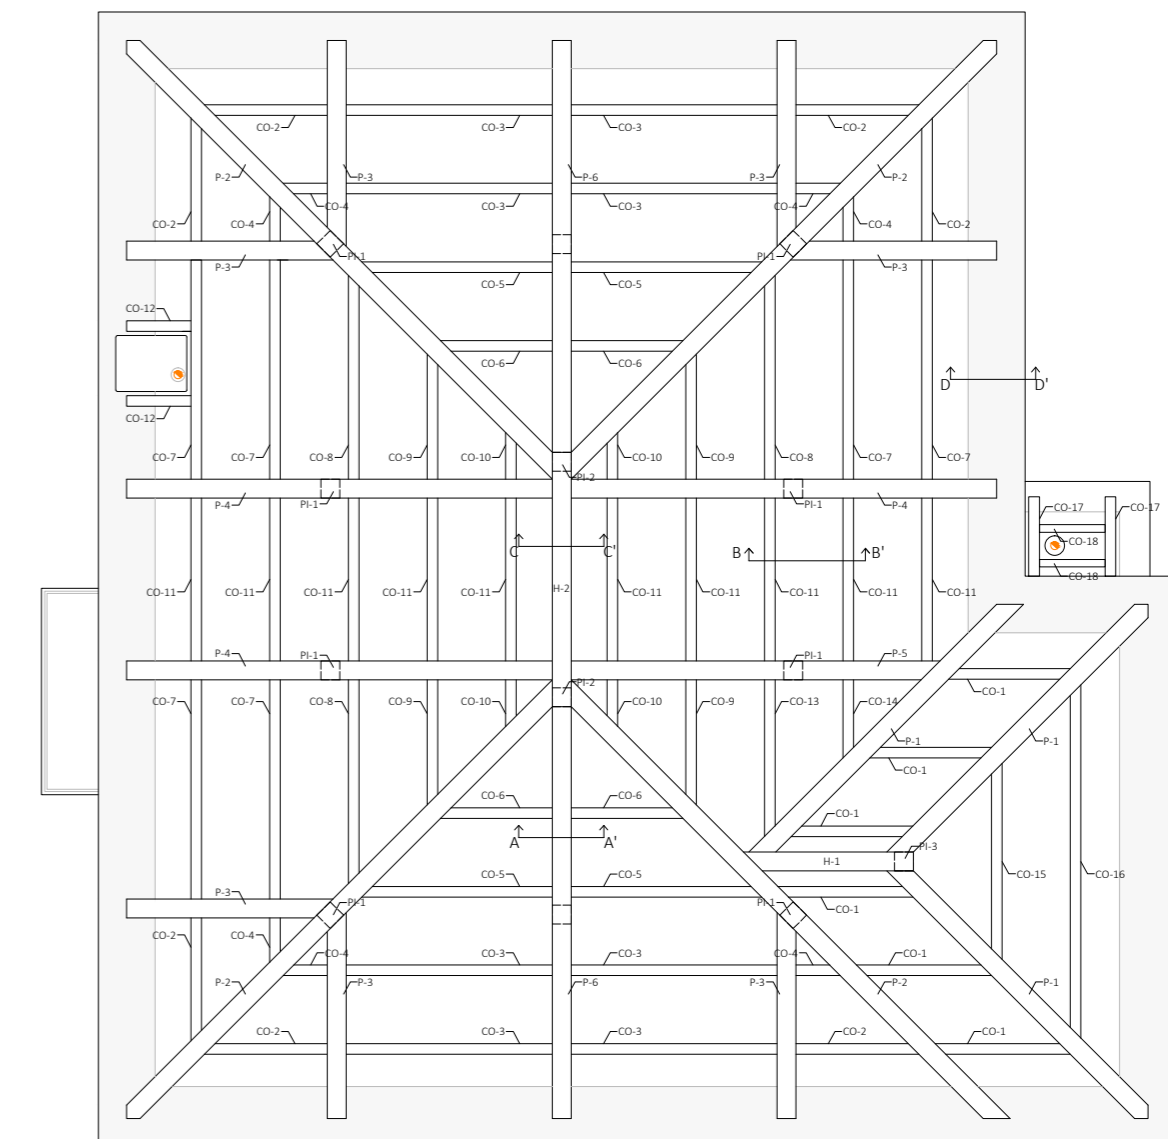 CO-2 CO-3 CO-3 CO-2
P-2 P-3 P-6 P-3 P-2
CO-4 CO-3 CO-3 CO-4
CO-2 CO-4 CO-4 CO-2
PI-1 PI-1
P-3 P-3
CO-5 CO-5
CO-12
CO-6 CO-6
D D'
CO-12
CO-7 CO-7 CO-8 CO-9 CO-10 CO-10 CO-9 CO-8 CO-7 CO-7
PI-2
P-4 PI-1 PI-1 P-4
CO-17 CO-17
CO-18
C C' B B'
CO-18
CO-11 CO-11 CO-11 CO-11 CO-11 H-2 CO-11 CO-11 CO-11 CO-11 CO-11
P-4 PI-1 PI-1 P-5
PI-2
CO-1
CO-7 CO-7 CO-8 CO-9 CO-10 CO-10 CO-9 CO-13 CO-14
P-1 P-1
CO-1
CO-6 CO-6
CO-1
A A'
PI-3
H-1
CO-5 CO-5 CO-15 CO-16
P-3
PI-1 PI-1
CO-1
CO-2 CO-4
CO-4 CO-3 CO-3 CO-4 CO-1
P-2 P-3 P-6 P-3 P-2 P-1
CO-2 CO-3 CO-3 CO-2 CO-1